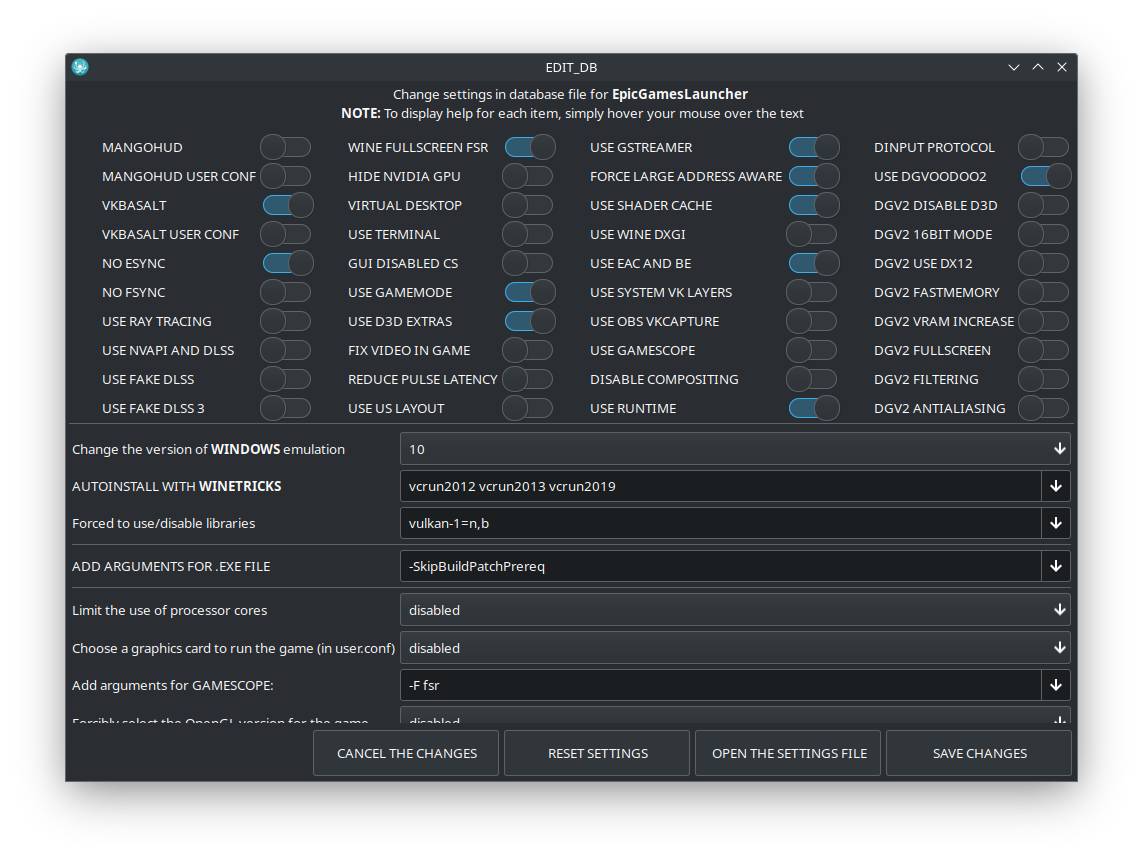 EDIT_DB
Change settings in database file for EpicGamesLauncher
NOTE: To display help for each item, simply hover your mouse over the text
MANGOHUD WINE FULLSCREEN FSR USE GSTREAMER DINPUT PROTOCOL
MANGOHUD USER CONF HIDE NVIDIA GPU FORCE LARGE ADDRESS AWARE USE DGVOODOO2
VKBASALT VIRTUAL DESKTOP USE SHADER CACHE DGV2 DISABLE D3D
VKBASALT USER CONF USE TERMINAL USE WINE DXGI DGV2 16BIT MODE
NO ESYNC GUI DISABLED CS USE EAC AND BE DGV2 USE DX12
NO FSYNC USE GAMEMODE USE SYSTEM VK LAYERS DGV2 FASTMEMORY
USE RAY TRACING USE D3D EXTRAS USE OBS VKCAPTURE DGV2 VRAM INCREASE
USE NVAPI AND DLSS FIX VIDEO IN GAME USE GAMESCOPE DGV2 FULLSCREEN
USE FAKE DLSS REDUCE PULSE LATENCY DISABLE COMPOSITING DGV2 FILTERING
USE FAKE DLSS 3 USE US LAYOUT USE RUNTIME DGV2 ANTIALIASING
Change the version of WINDOWS emulation 10
AUTOINSTALL WITH WINETRICKS vcrun2012 vcrun2013 vcrun2019
Forced to use/disable libraries vulkan-1=n,b
ADD ARGUMENTS FOR .EXE FILE -SkipBuildPatchPrereq
Limit the use of processor cores disabled
Choose a graphics card to run the game (in user.conf) disabled
Add arguments for GAMESCOPE: -F fsr
Forcibly select the OpenGL version for the game disabled
CANCEL THE CHANGES RESET SETTINGS OPEN THE SETTINGS FILE SAVE CHANGES